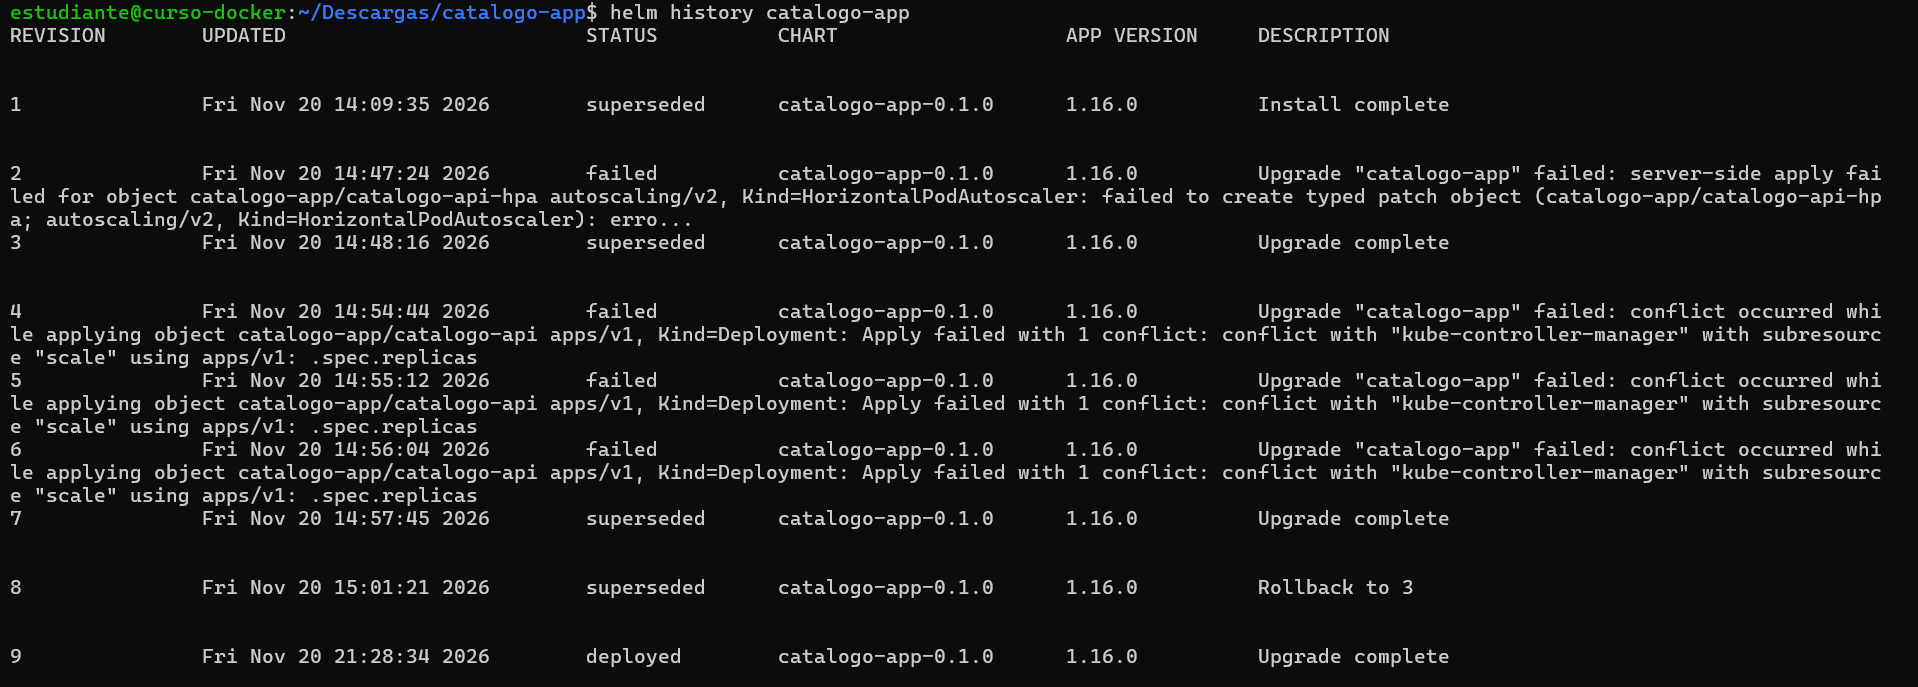 estudiante@curso-docker:~/Descargas/catalogo-app$ helm history catalogo-app
REVISION        UPDATED                         STATUS          CHART                   APP VERSION     DESCRIPTION
1               Fri Nov 20 14:09:35 2026        superseded      catalogo-app-0.1.0      1.16.0          Install complete
2               Fri Nov 20 14:47:24 2026        failed          catalogo-app-0.1.0      1.16.0          Upgrade "catalogo-app" failed: server-side apply fai
led for object catalogo-app/catalogo-api-hpa autoscaling/v2, Kind=HorizontalPodAutoscaler: failed to create typed patch object (catalogo-app/catalogo-api-hp
a; autoscaling/v2, Kind=HorizontalPodAutoscaler): erro...
3               Fri Nov 20 14:48:16 2026        superseded      catalogo-app-0.1.0      1.16.0          Upgrade complete
4               Fri Nov 20 14:54:44 2026        failed          catalogo-app-0.1.0      1.16.0          Upgrade "catalogo-app" failed: conflict occurred whi
le applying object catalogo-app/catalogo-api apps/v1, Kind=Deployment: Apply failed with 1 conflict: conflict with "kube-controller-manager" with subresourc
e "scale" using apps/v1: .spec.replicas
5               Fri Nov 20 14:55:12 2026        failed          catalogo-app-0.1.0      1.16.0          Upgrade "catalogo-app" failed: conflict occurred whi
le applying object catalogo-app/catalogo-api apps/v1, Kind=Deployment: Apply failed with 1 conflict: conflict with "kube-controller-manager" with subresourc
e "scale" using apps/v1: .spec.replicas
6               Fri Nov 20 14:56:04 2026        failed          catalogo-app-0.1.0      1.16.0          Upgrade "catalogo-app" failed: conflict occurred whi
le applying object catalogo-app/catalogo-api apps/v1, Kind=Deployment: Apply failed with 1 conflict: conflict with "kube-controller-manager" with subresourc
e "scale" using apps/v1: .spec.replicas
7               Fri Nov 20 14:57:45 2026        superseded      catalogo-app-0.1.0      1.16.0          Upgrade complete
8               Fri Nov 20 15:01:21 2026        superseded      catalogo-app-0.1.0      1.16.0          Rollback to 3
9               Fri Nov 20 21:28:34 2026        deployed        catalogo-app-0.1.0      1.16.0          Upgrade complete